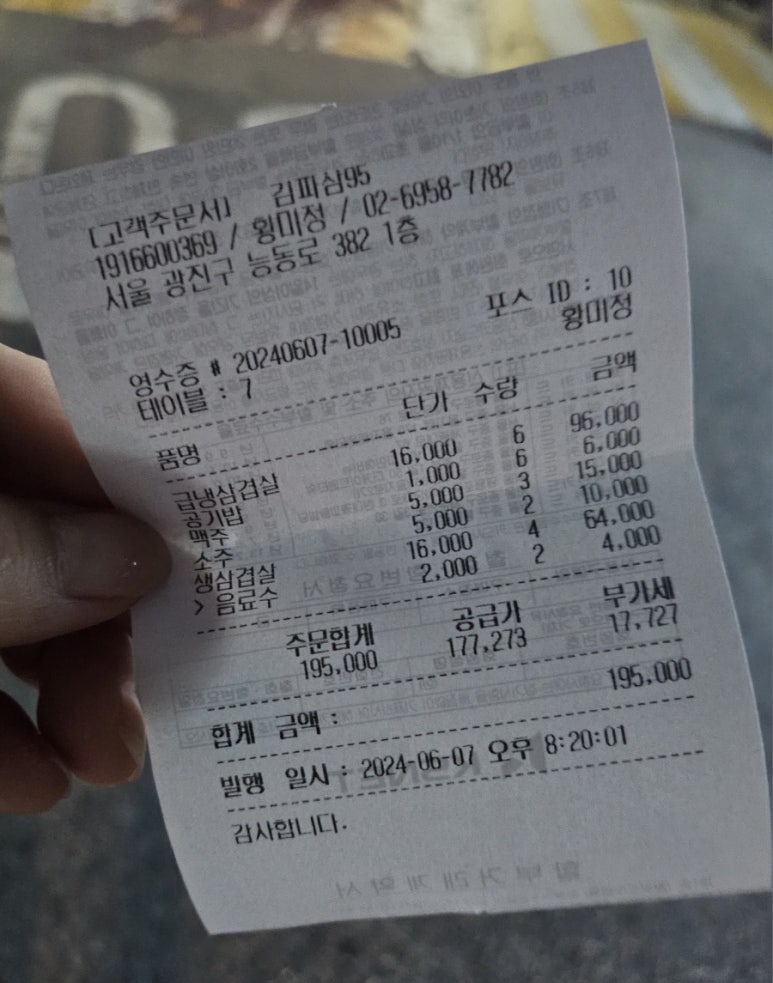 [고객주문서] 김파삼95
1916600369 / 황미정 / 02-6958-7782
서울 광진구 능동로 382 1층
포스 ID : 10
영수증 # 20240607-10005 황미정
테이블 : 7
품명 단가 수량 금액
급냉삼겹살 16,000 6 96,000
공기밥 1,000 6 6,000
맥주 5,000 3 15,000
소주 5,000 2 10,000
생삼겹살 16,000 4 64,000
> 음료수 2,000 2 4,000
주문합계 공급가 부가세
195,000 177,273 17,727
합계 금액 : 195,000
발행 일시 : 2024-06-07 오후 8:20:01
감사합니다.